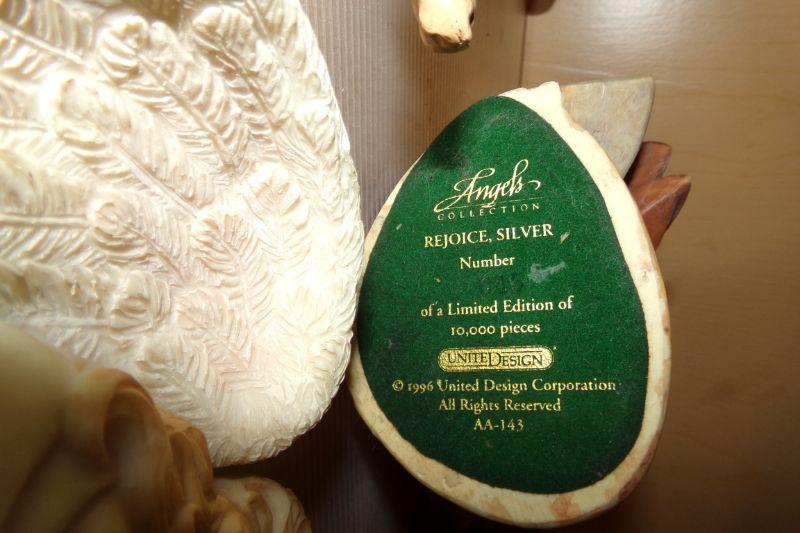 Angels
COLLECTION
REJOICE, SILVER
Number
of a Limited Edition of
10,000 pieces
UNITEDESIGN
© 1996 United Design Corporation
All Rights Reserved
AA-143